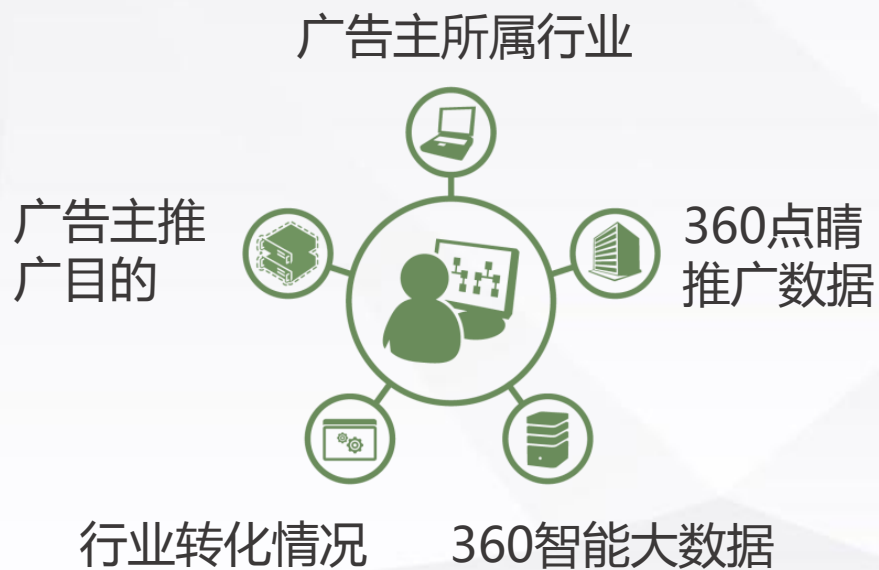 广告主所属行业
广告主推
广目的
360点睛
推广数据
行业转化情况
360智能大数据